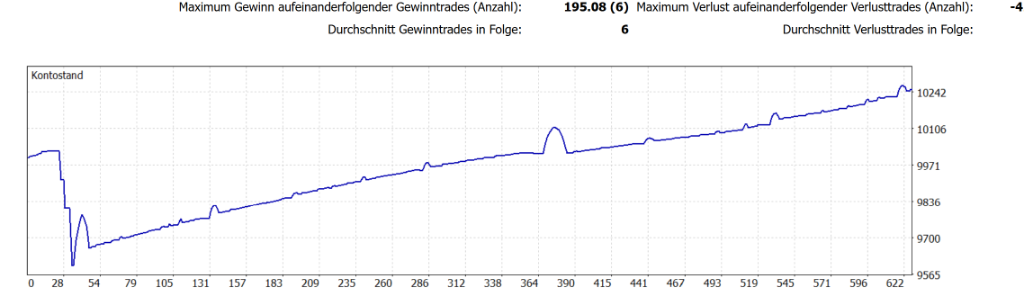 Maximum Gewinn aufeinanderfolgender Gewinntrades (Anzahl): 195.08 (6) Maximum Verlust aufeinanderfolgender Verlusttrades (Anzahl): -4
Durchschnitt Gewinntrades in Folge: 6 Durchschnitt Verlusttrades in Folge:
Kontostand
10242
10106
9971
9836
9700
9565
0 28 54 79 105 131 157 183 209 235 260 286 312 338 364 390 415 441 467 493 519 545 571 596 622